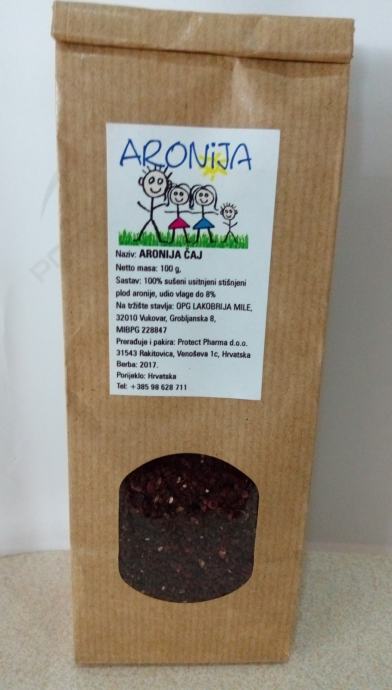 ARONiJA
Naziv: ARONIJA ČAJ
Netto masa: 100 g,
Sastav: 100% sušeni usitnjeni stišnjeni
plod aronije, udio vlage do 8%
Na tržište stavlja: OPG LAKOBRIJA MILE,
32010 Vukovar, Grobljanska 8,
MIBPG 228847
Prerađuje i pakira: Protect Pharma d.o.o.
31543 Rakitovica, Venoševa 1c, Hrvatska
Berba: 2017.
Porijeklo: Hrvatska
Tel: +385 98 628 711